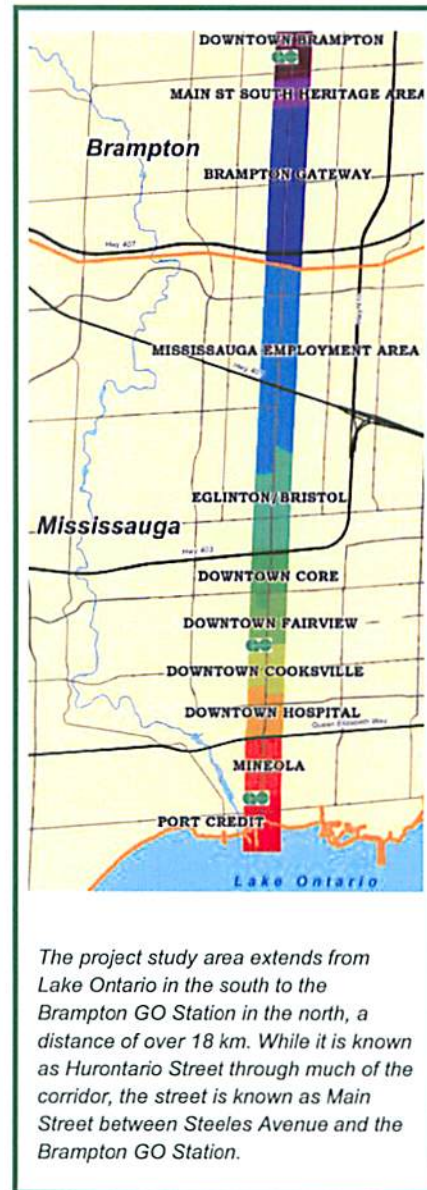 DOWNTOWN BRAMPTON
MAIN ST SOUTH HERITAGE AREA
Brampton
BRAMPTON GATEWAY
Hwy 407
MISSISSAUGA EMPLOYMENT AREA
EGLINTON/BRISTOL
Mississauga
Hwy 403
DOWNTOWN CORE
DOWNTOWN FAIRVIEW
DOWNTOWN COOKSVILLE
DOWNTOWN HOSPITAL
Queen Elizabeth Way
MINEOLA
PORT CREDIT
Lake Ontario
The project study area extends from
Lake Ontario in the south to the
Brampton GO Station in the north, a
distance of over 18 km. While it is known
as Hurontario Street through much of the
corridor, the street is known as Main
Street between Steeles Avenue and the
Brampton GO Station.